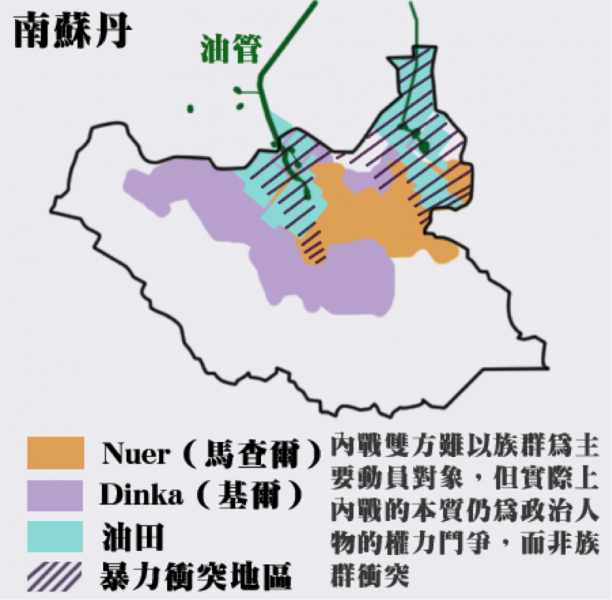 南蘇丹
油管
Nuer（馬查爾）
Dinka（基爾）
油田
暴力衝突地區
內戰雙方雖以族群爲主
要動員對象，但實際上
內戰的本質仍爲政治人
物的權力鬥爭，而非族
群衝突